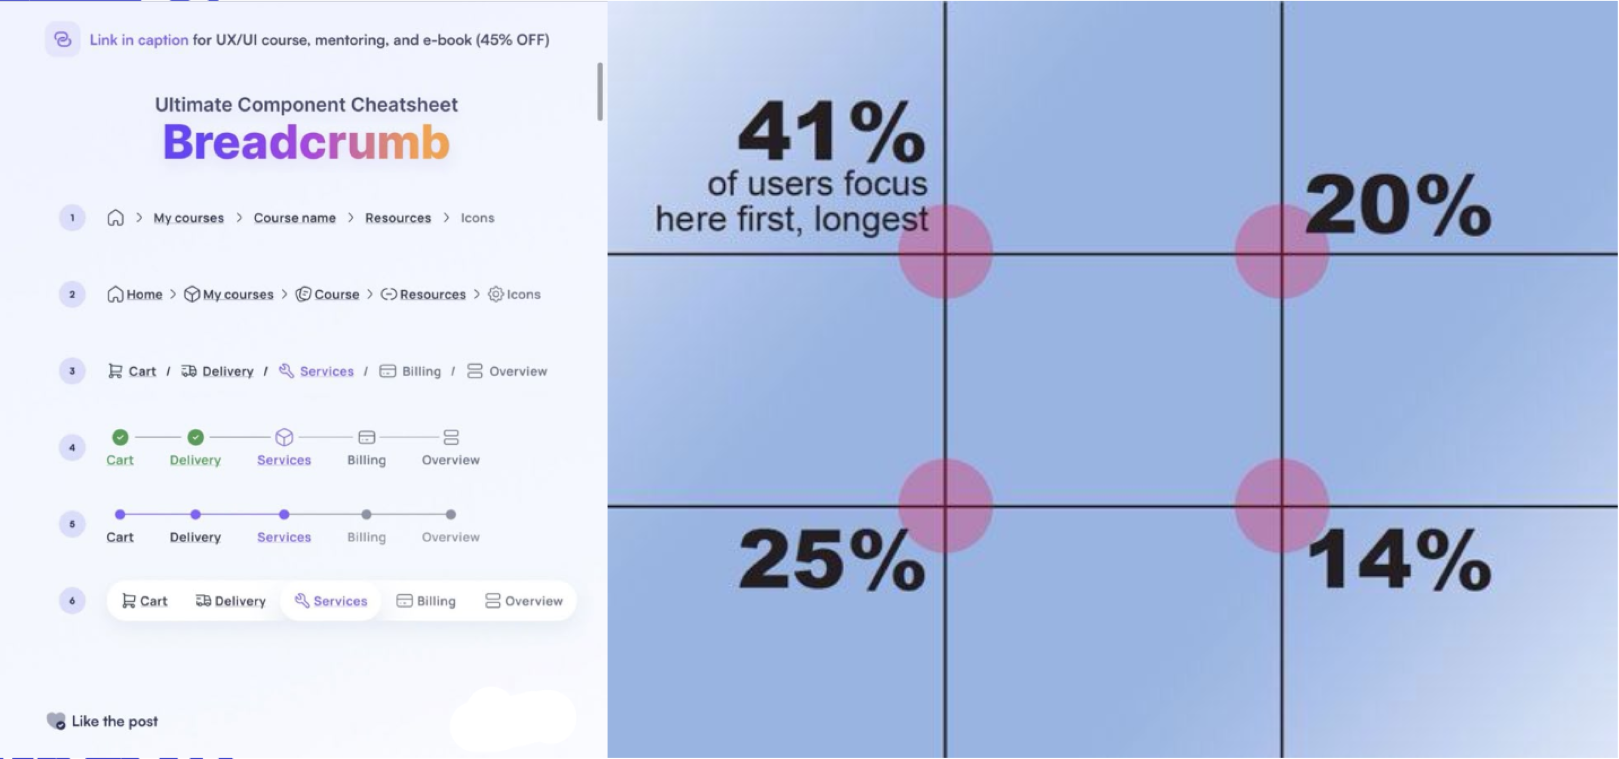 Link in caption for UX/UI course, mentoring, and e-book (45% OFF)
Ultimate Component Cheatsheet
Breadcrumb
1 > My courses > Course name > Resources > Icons
2 Home > My courses > Course > Resources > Icons
3 Cart / Delivery / Services / Billing / Overview
4 Cart Delivery Services Billing Overview
5 Cart Delivery Services Billing Overview
6 Cart Delivery Services Billing Overview
Like the post
41%
of users focus
here first, longest
20%
25%
14%